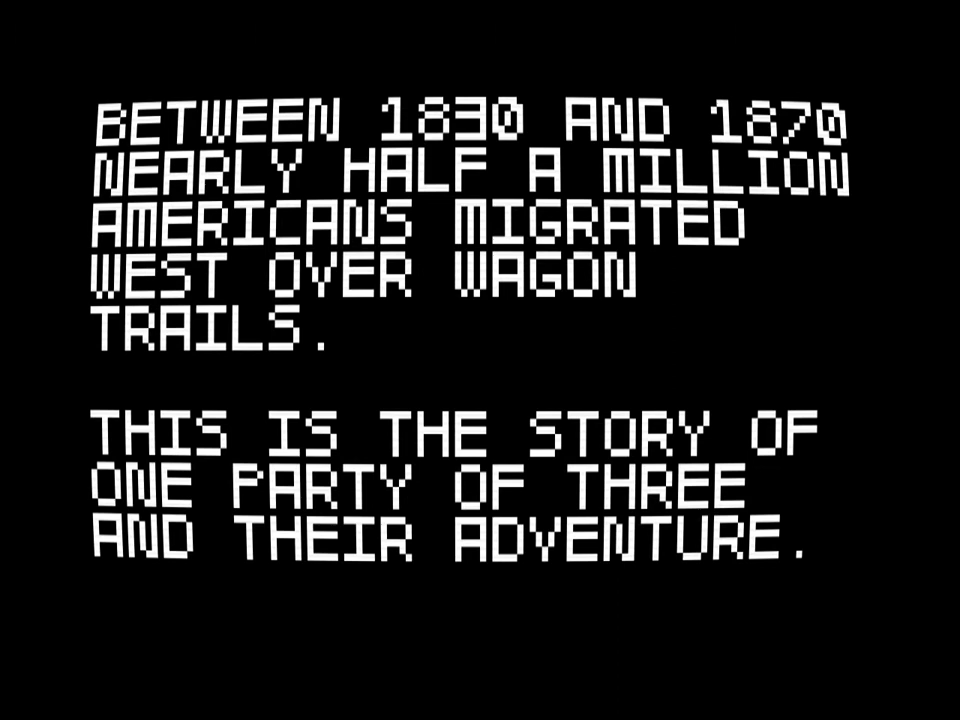 BETWEEN 1830 AND 1870
NEARLY HALF A MILLION
AMERICANS MIGRATED
WEST OVER WAGON
TRAILS.
THIS IS THE STORY OF
ONE PARTY OF THREE
AND THEIR ADVENTURE.